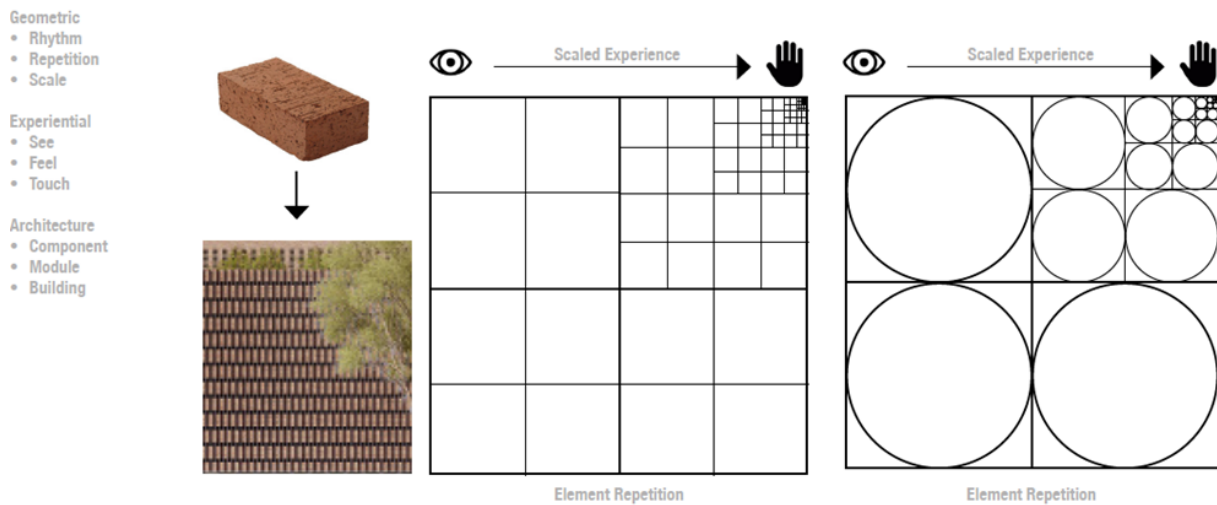 Geometric
• Rhythm
• Repetition
• Scale
Experiential
• See
• Feel
• Touch
Architecture
• Component
• Module
• Building
Scaled Experience
Scaled Experience
Element Repetition
Element Repetition